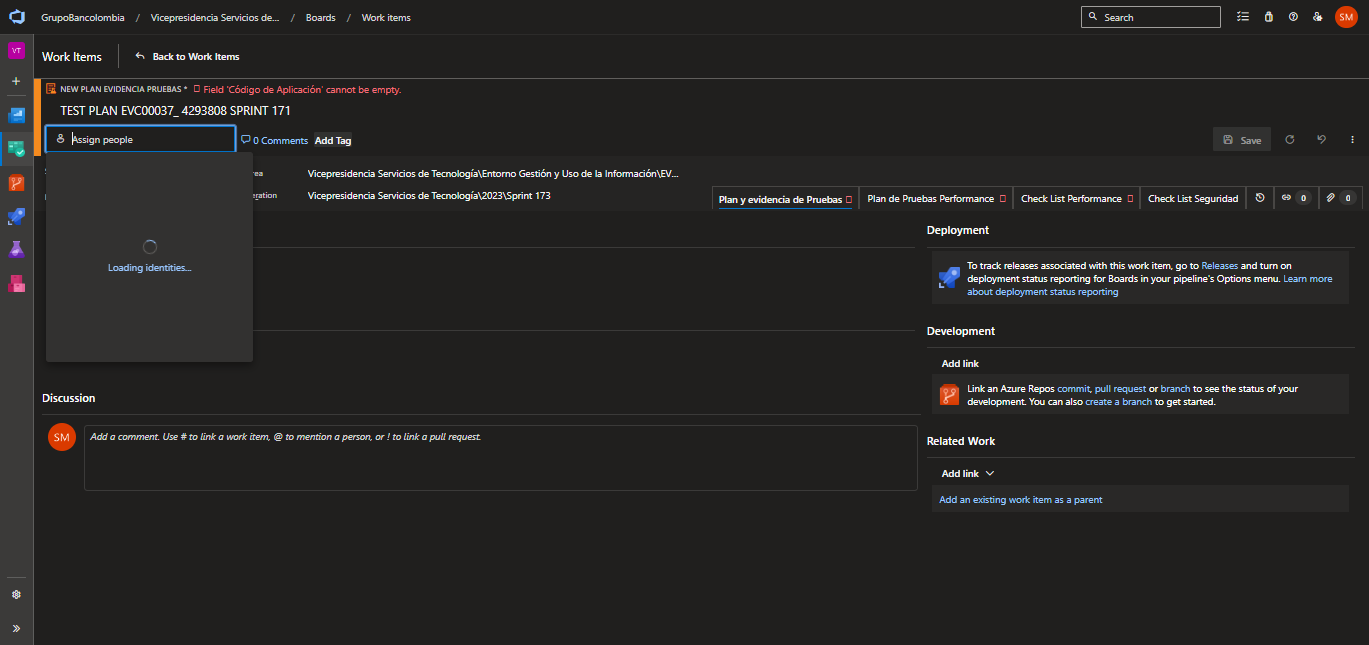 GrupoBancolombia / Vicepresidencia Servicios de... / Boards / Work items
Search
SM
VT
Work Items
Back to Work Items
NEW PLAN EVIDENCIA PRUEBAS * Field 'Código de Aplicación' cannot be empty.
TEST PLAN EVC00037_ 4293808 SPRINT 171
Assign people
0 Comments
Add Tag
Save
ea
Vicepresidencia Servicios de Tecnología\Entorno Gestión y Uso de la Información\EV...
eration
Vicepresidencia Servicios de Tecnología\2023\Sprint 173
Plan y evidencia de Pruebas
Plan de Pruebas Performance
Check List Performance
Check List Seguridad
0
0
Loading identities...
Deployment
To track releases associated with this work item, go to Releases and turn on
deployment status reporting for Boards in your pipeline's Options menu. Learn more
about deployment status reporting
Development
Add link
Link an Azure Repos commit, pull request or branch to see the status of your
development. You can also create a branch to get started.
Related Work
Add link
Add an existing work item as a parent
Discussion
SM
Add a comment. Use # to link a work item, @ to mention a person, or ! to link a pull request.